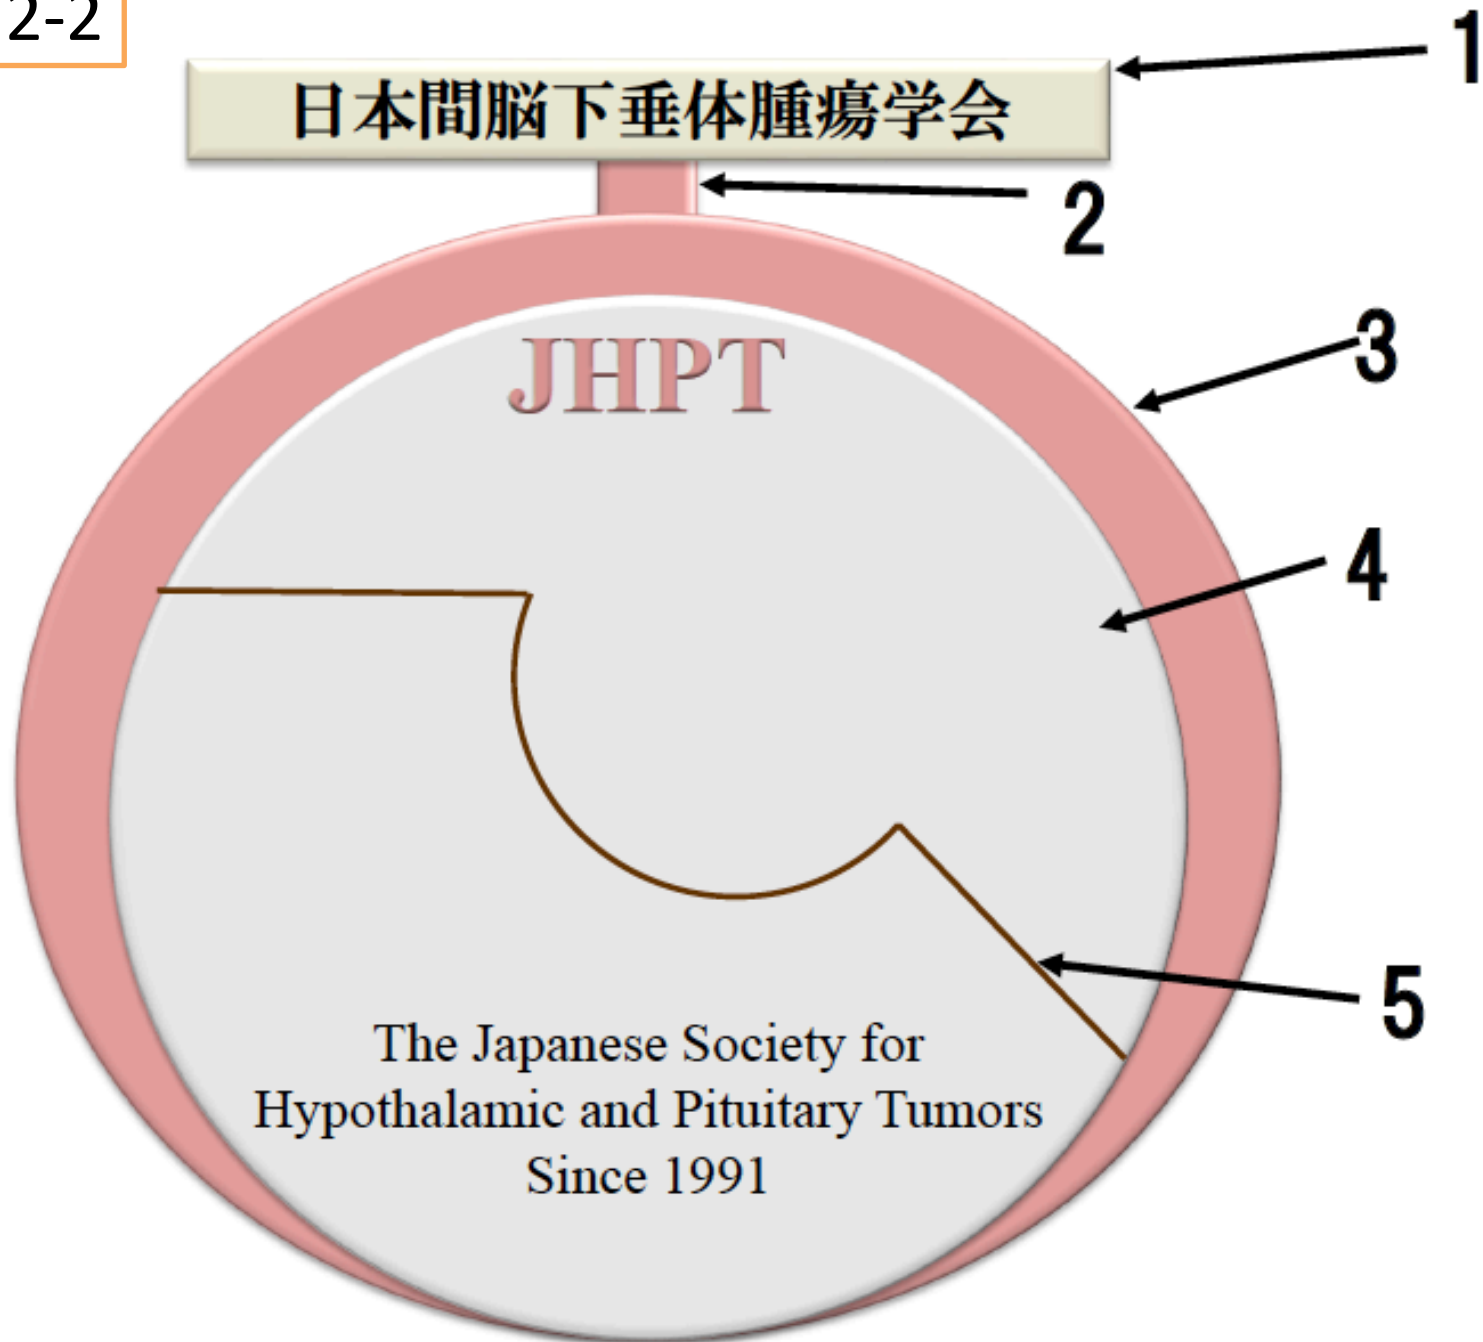 2-2
1
日本間脳下垂体腫瘍学会
2
JHPT
3
4
5
The Japanese Society for
Hypothalamic and Pituitary Tumors
Since 1991